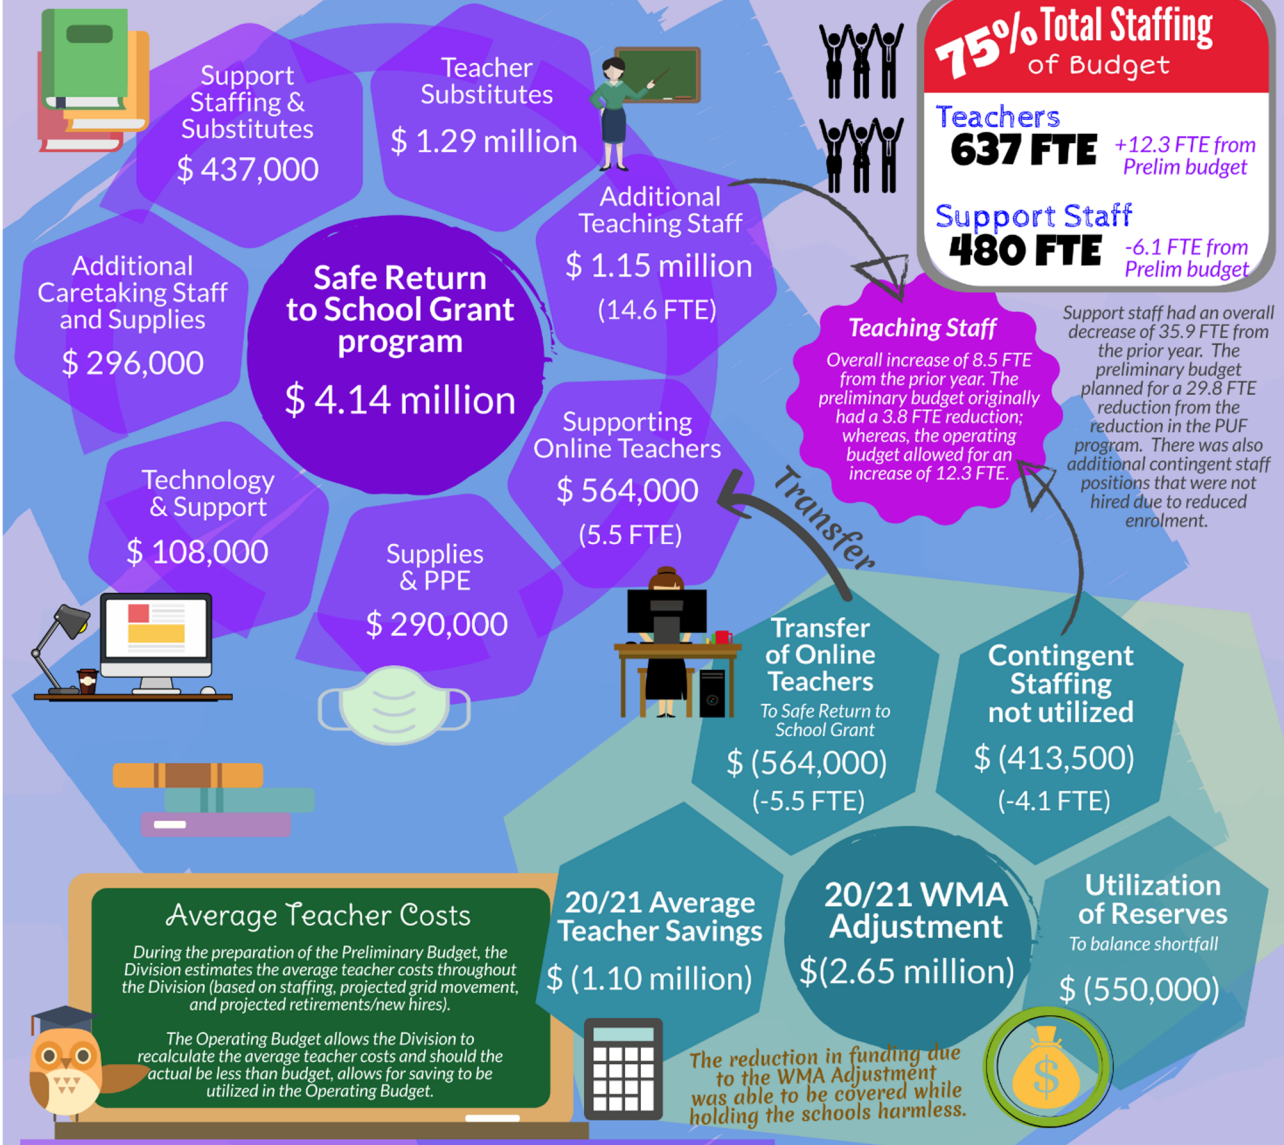 Support
Staffing &
Substitutes
$ 437,000
Teacher
Substitutes
$ 1.29 million
Additional
Teaching Staff
$ 1.15 million
(14.6 FTE)
Additional
Caretaking Staff
and Supplies
$ 296,000
Safe Return
to School Grant
program
$ 4.14 million
Supporting
Online Teachers
$ 564,000
(5.5 FTE)
Technology
& Support
$ 108,000
Supplies
& PPE
$ 290,000
75% Total Staffing
of Budget
Teachers
637 FTE
+12.3 FTE from
Prelim budget
Support Staff
480 FTE
-6.1 FTE from
Prelim budget
Teaching Staff
Overall increase of 8.5 FTE
from the prior year. The
preliminary budget originally
had a 3.8 FTE reduction;
whereas, the operating
budget allowed for an
increase of 12.3 FTE.
Support staff had an overall
decrease of 35.9 FTE from
the prior year. The
preliminary budget
planned for a 29.8 FTE
reduction from the
reduction in the PUF
program. There was also
additional contingent staff
positions that were not
hired due to reduced
enrolment.
Transfer
Transfer
of Online
Teachers
To Safe Return to
School Grant
$ (564,000)
(-5.5 FTE)
Contingent
Staffing
not utilized
$ (413,500)
(-4.1 FTE)
20/21 Average
Teacher Savings
$ (1.10 million)
20/21 WMA
Adjustment
$(2.65 million)
Utilization
of Reserves
To balance shortfall
$ (550,000)
Average Teacher Costs
During the preparation of the Preliminary Budget, the
Division estimates the average teacher costs throughout
the Division (based on staffing, projected grid movement,
and projected retirements/new hires).
The Operating Budget allows the Division to
recalculate the average teacher costs and should the
actual be less than budget, allows for saving to be
utilized in the Operating Budget.
The reduction in funding due
to the WMA Adjustment
was able to be covered while
holding the schools harmless.
$